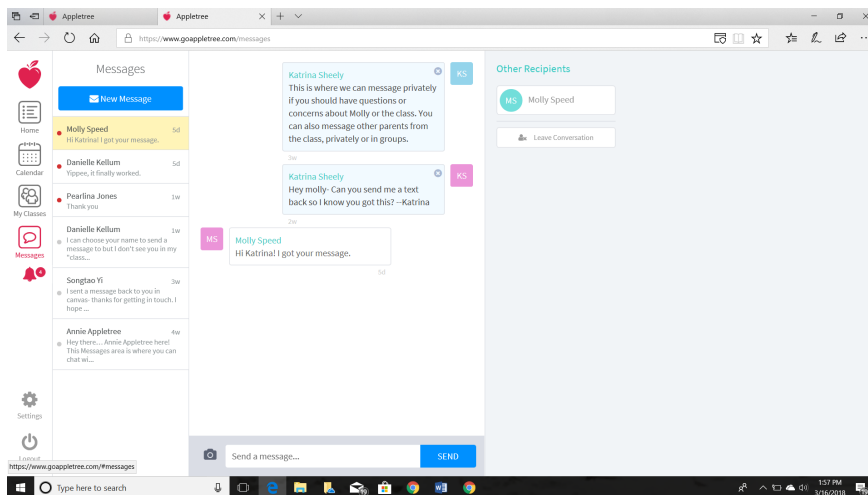 Appletree
Appletree
https://www.goappletree.com/messages
Messages
New Message
Molly Speed 5d
Hi Katrina! I got your message.
Danielle Kellum 5d
Yippee, it finally worked.
Pearlina Jones 1w
Thank you
Danielle Kellum 1w
I can choose your name to send a
message to but I don't see you in my
"class...
Songtao Yi 3w
I sent a message back to you in
canvas- thanks for getting in touch. I
hope ...
Annie Appletree 4w
Hey there... Annie Appletree here!
This Messages area is where you can
chat wi...
Home
Calendar
My Classes
Messages
4
Settings
Logout
https://www.goappletree.com/#messages
Katrina Sheely
KS
This is where we can message privately
if you should have questions or
concerns about Molly or the class. You
can also message other parents from
the class, privately or in groups.
Katrina Sheely
KS
Hey molly- Can you send me a text
back so I know you got this? --Katrina
2w
MS
Molly Speed
Hi Katrina! I got your message.
5d
Send a message...
SEND
Other Recipients
MS Molly Speed
Leave Conversation
Type here to search
1:57 PM
3/16/2018